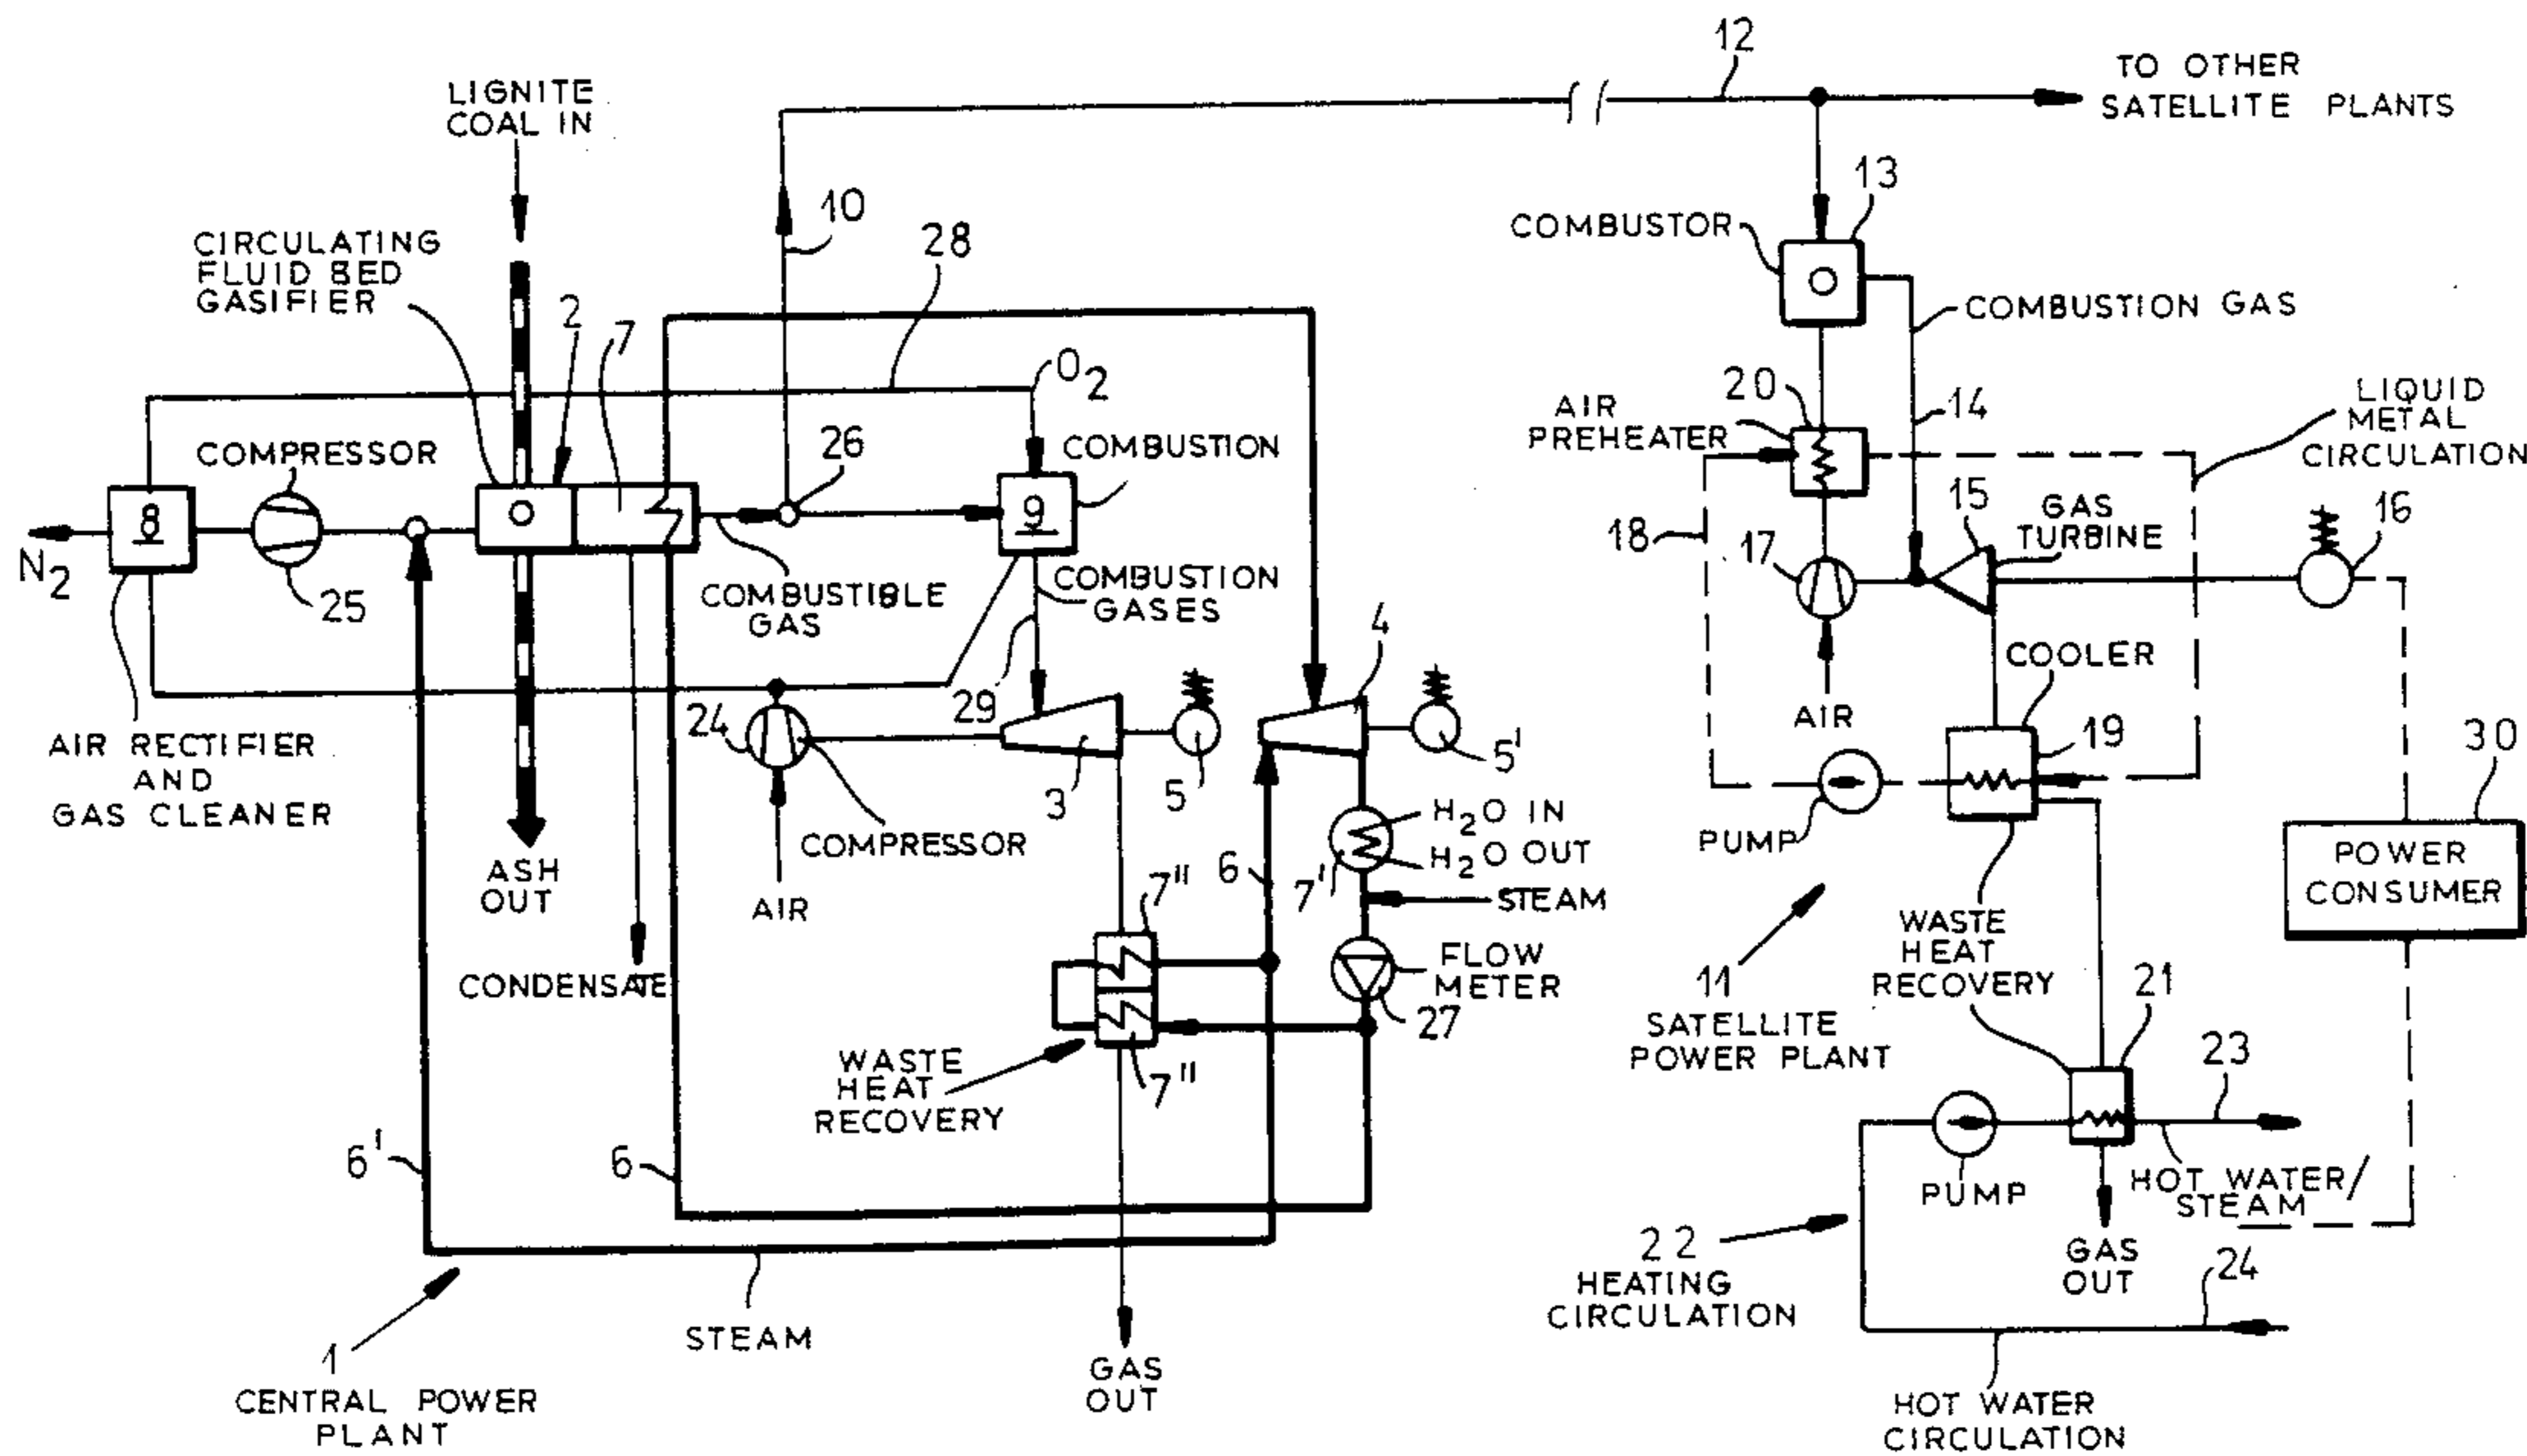 12
TO OTHER
SATELLITE PLANTS
LIGNITE
COAL IN
13
COMBUSTOR
10
28
CIRCULATING
FLUID BED
GASIFIER
2
7
O2
COMBUSTION GAS
20
AIR
PREHEATER
14
LIQUID
METAL
CIRCULATION
COMPRESSOR
26
COMBUSTION
8
9
N2
25
COMBUSTIBLE
GAS
COMBUSTION
GASES
18
17
15
GAS
TURBINE
16
4
COOLER
29
24
AIR
AIR RECTIFIER
AND
GAS CLEANER
3
5
5'
19
30
COMPRESSOR
H2O IN
H2O OUT
PUMP
POWER
CONSUMER
ASH
OUT
AIR
7"
6
7'
STEAM
WASTE
HEAT
RECOVERY
CONDENSATE
FLOW
METER
27
11
SATELLITE
POWER PLANT
21
WASTE
HEAT
RECOVERY
7"
23
6'
6
PUMP
HOT WATER/
STEAM
22
HEATING
CIRCULATION
GAS
OUT
24
STEAM
1
CENTRAL POWER
PLANT
GAS
OUT
HOT WATER
CIRCULATION